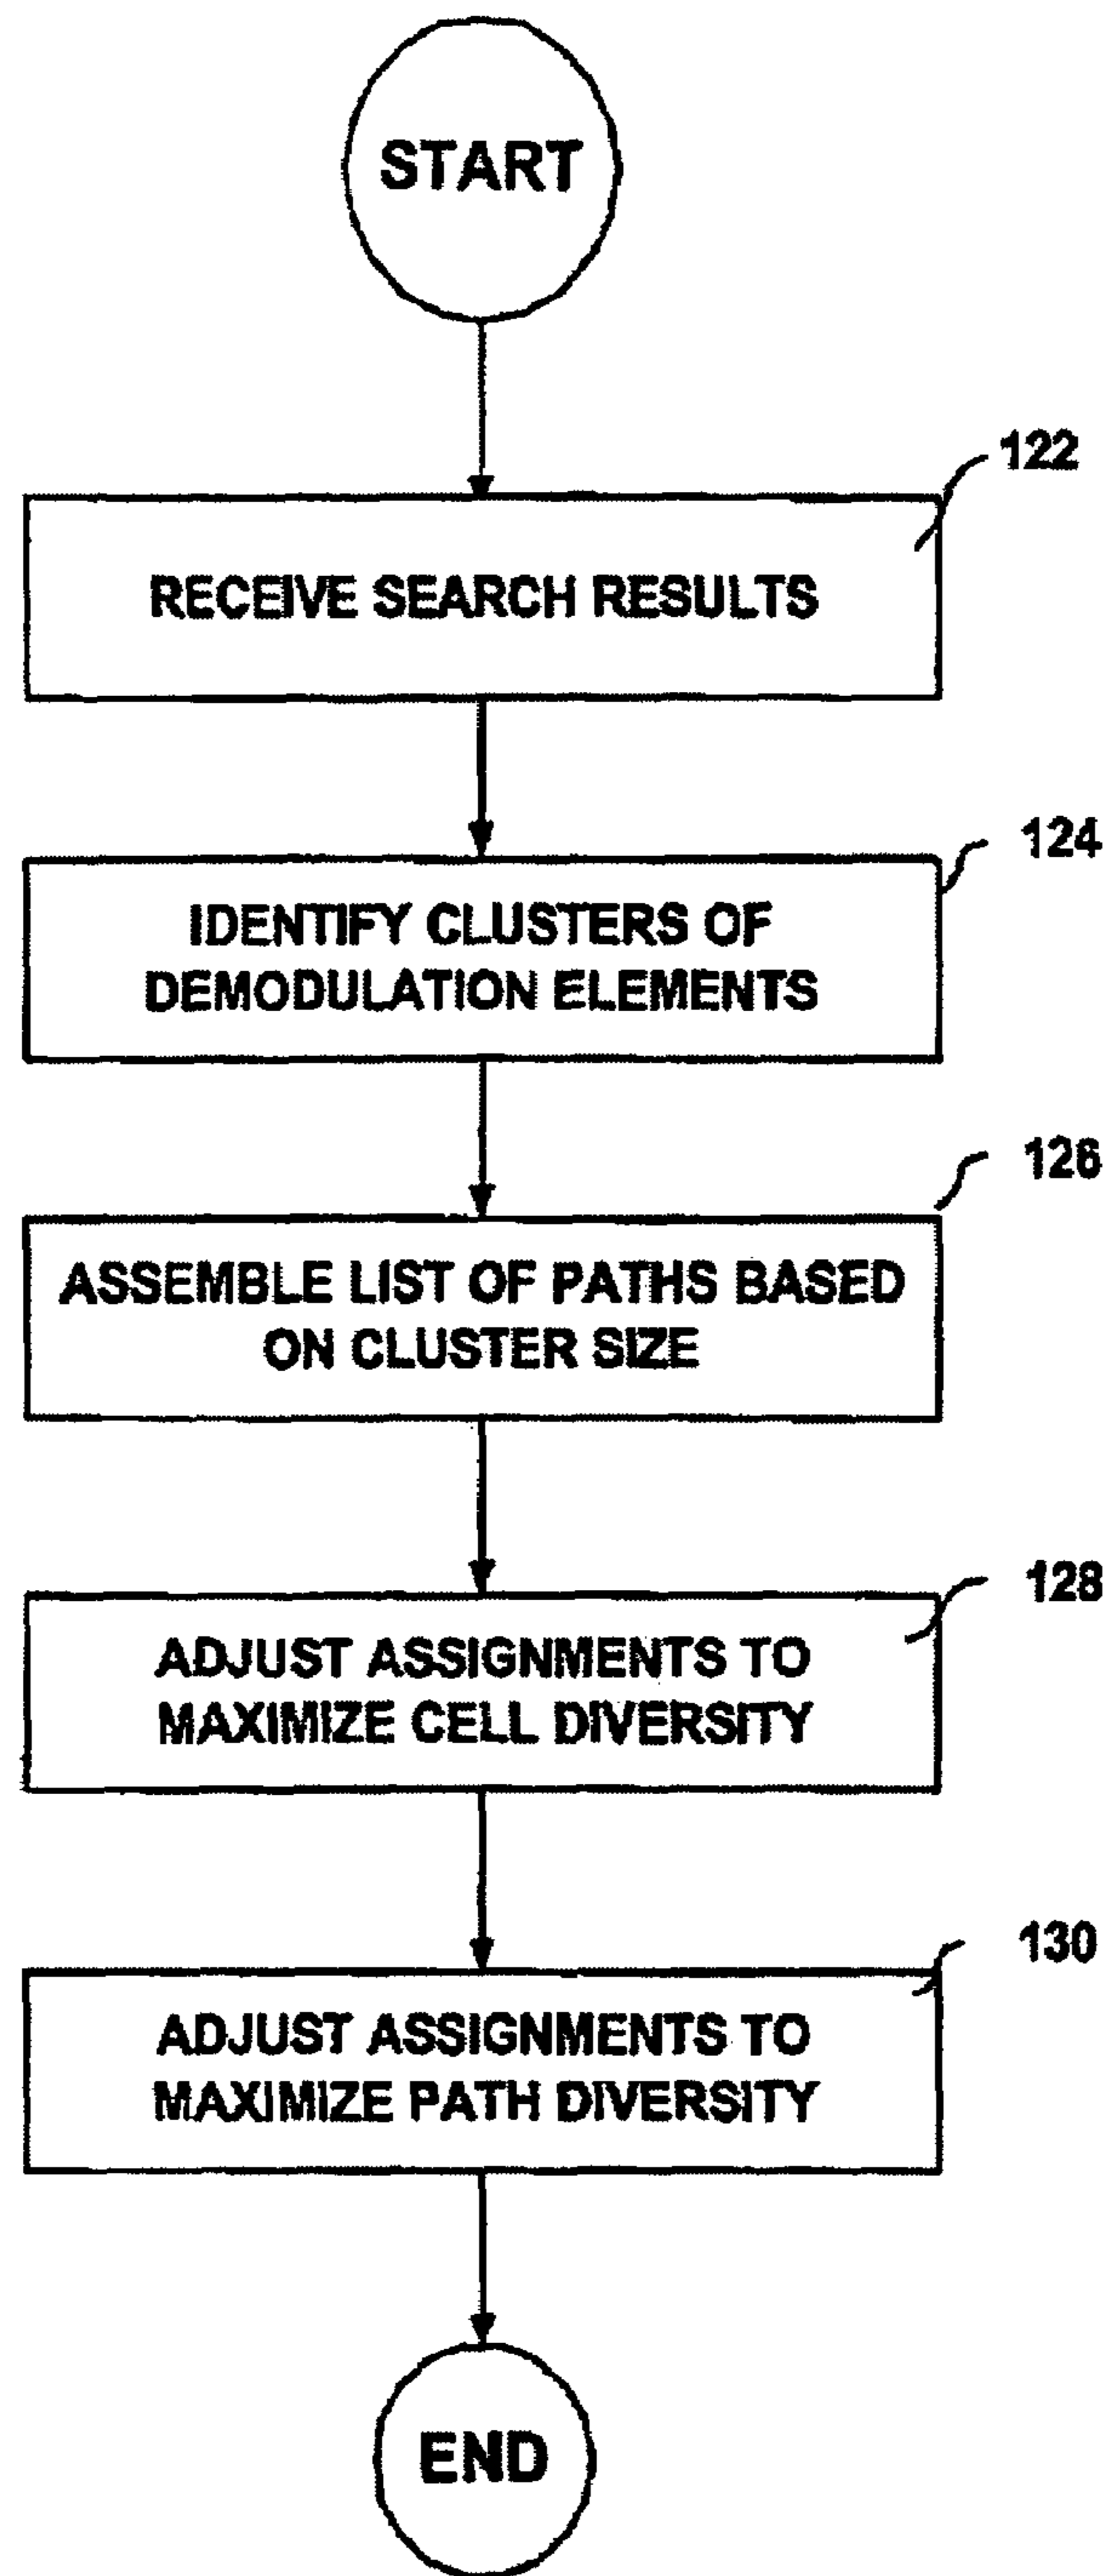 START
122
RECEIVE SEARCH RESULTS
124
IDENTIFY CLUSTERS OF
DEMODULATION ELEMENTS
126
ASSEMBLE LIST OF PATHS BASED
ON CLUSTER SIZE
128
ADJUST ASSIGNMENTS TO
MAXIMIZE CELL DIVERSITY
130
ADJUST ASSIGNMENTS TO
MAXIMIZE PATH DIVERSITY
END